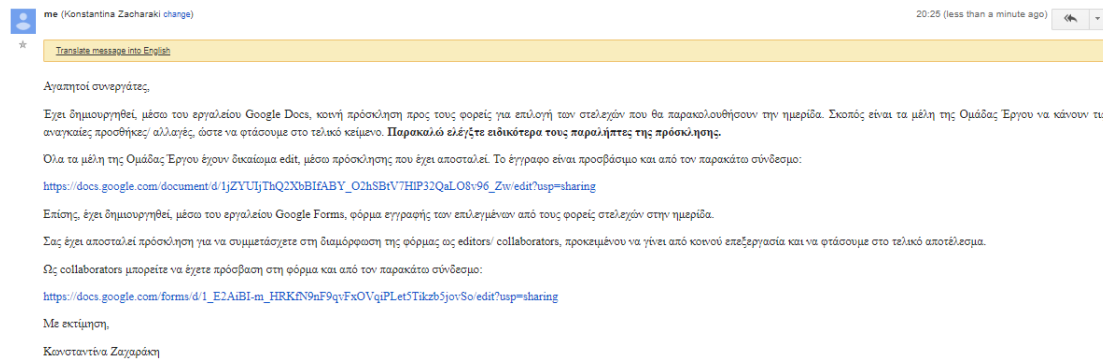 me (Konstantina Zacharaki change)
20:25 (less than a minute ago)
Translate message into English
Αγαπητοί συνεργάτες,
Έχει δημιουργηθεί, μέσω του εργαλείου Google Docs, κοινή πρόσκληση προς τους φορείς για επιλογή των στελεχών που θα παρακολουθήσουν την ημερίδα. Σκοπός είναι τα μέλη της Ομάδας Έργου να κάνουν τις
αναγκαίες προσθήκες/ αλλαγές, ώστε να φτάσουμε στο τελικό κείμενο. Παρακαλώ ελέγξτε ειδικότερα τους παραλήπτες της πρόσκλησης.
Όλα τα μέλη της Ομάδας Έργου έχουν δικαίωμα edit, μέσω πρόσκλησης που έχει αποσταλεί. Το έγγραφο είναι προσβάσιμο και από τον παρακάτω σύνδεσμο:
https://docs.google.com/document/d/1jZYUIjThQ2XbBIfABY_O2hSBtV7HlP32QaLO8v96_Zw/edit?usp=sharing
Επίσης, έχει δημιουργηθεί, μέσω του εργαλείου Google Forms, φόρμα εγγραφής των επιλεγμένων από τους φορείς στελεχών στην ημερίδα.
Σας έχει αποσταλεί πρόσκληση για να συμμετάσχετε στη διαμόρφωση της φόρμας ως editors/ collaborators, προκειμένου να γίνει από κοινού επεξεργασία και να φτάσουμε στο τελικό αποτέλεσμα.
Ως collaborators μπορείτε να έχετε πρόσβαση στη φόρμα και από τον παρακάτω σύνδεσμο:
https://docs.google.com/forms/d/1_E2AiBI-m_HRKfN9nF9qvFxOVqiPLet5Tikzb5jovSo/edit?usp=sharing
Με εκτίμηση,
Κωνσταντίνα Ζαχαράκη